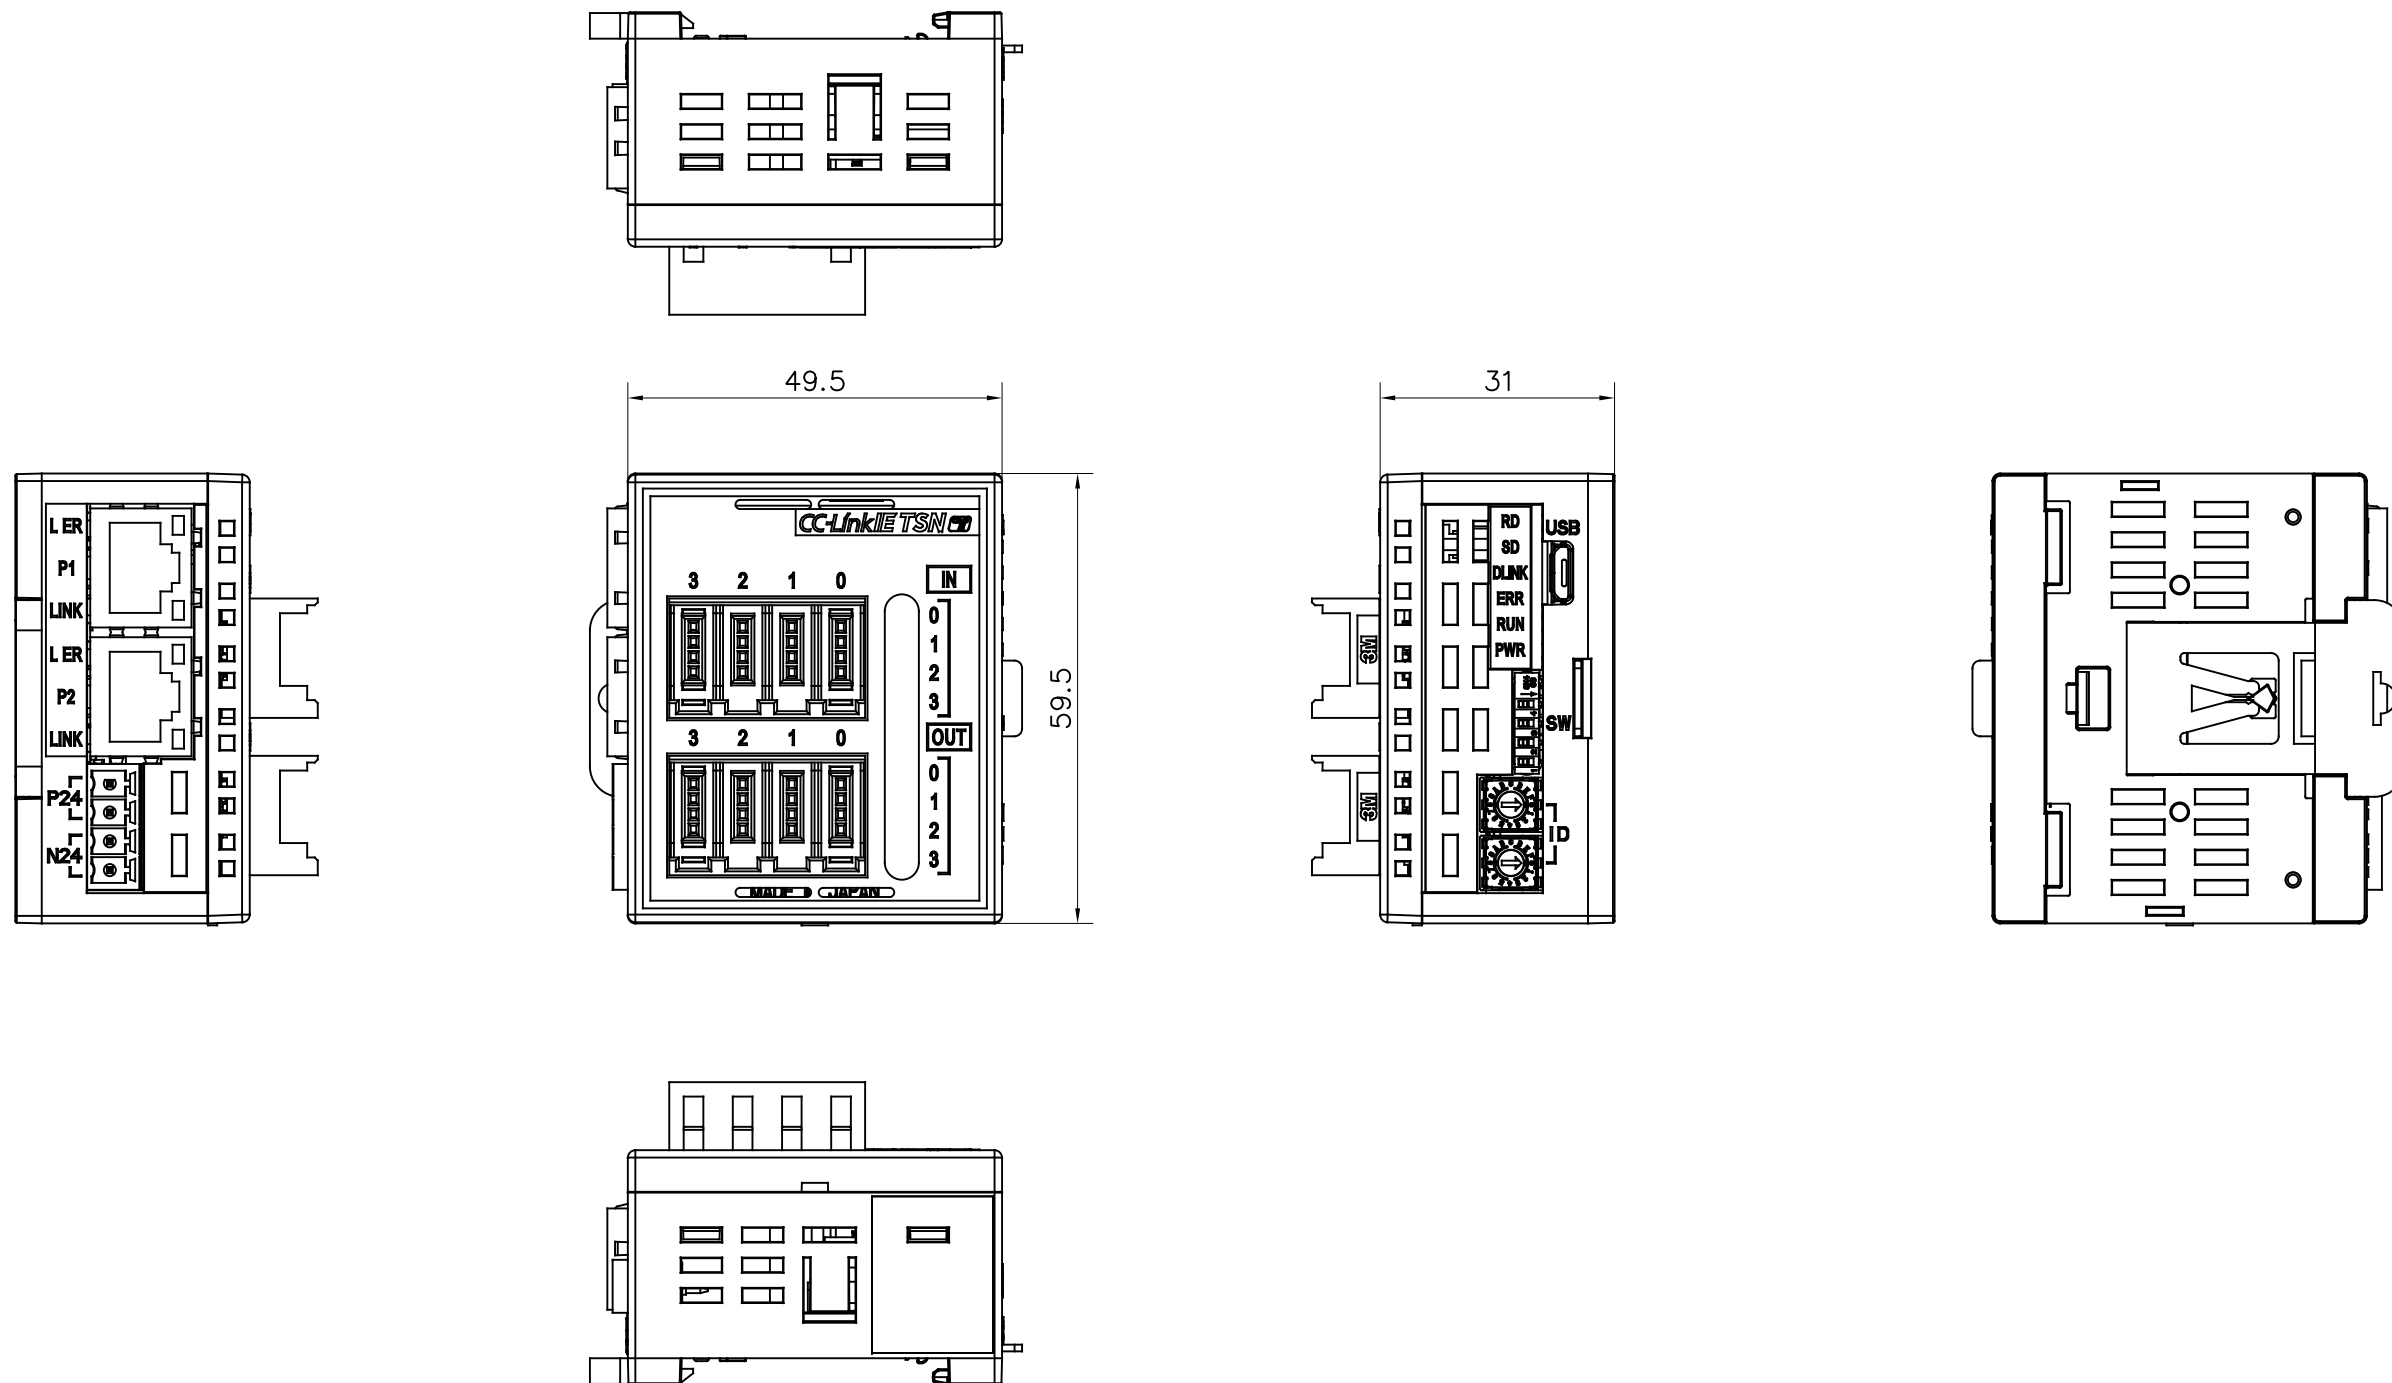 49.5
31
59.5
L ER
P1
LINK
L ER
P2
LINK
P24
N24
CC-Link IE TSN
3 2 1 0 IN
0
1
2
3
3 2 1 0 OUT
0
1
2
3
JAPAN
RD
SD
DLINK
ERR
RUN
PWR
USB
SW
ID
3M
3M